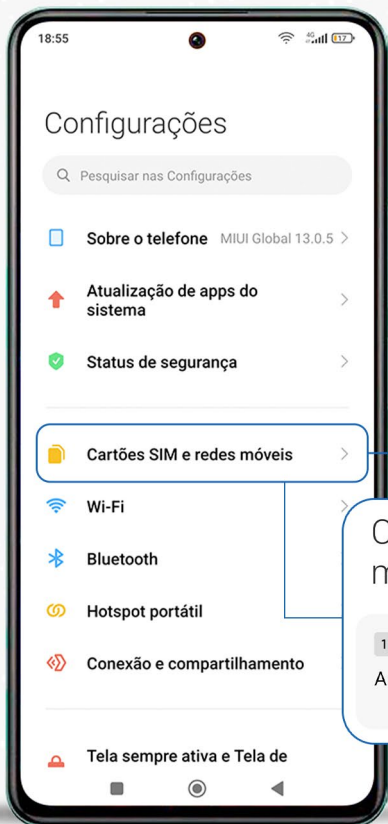 18:55
4G
17
Configurações
Pesquisar nas Configurações
Sobre o telefone MIUI Global 13.0.5
Atualização de apps do
sistema
Status de segurança
Cartões SIM e redes móveis
Wi-Fi
Bluetooth
Hotspot portátil
Conexão e compartilhamento
Tela sempre ativa e Tela de
C
m
1
A